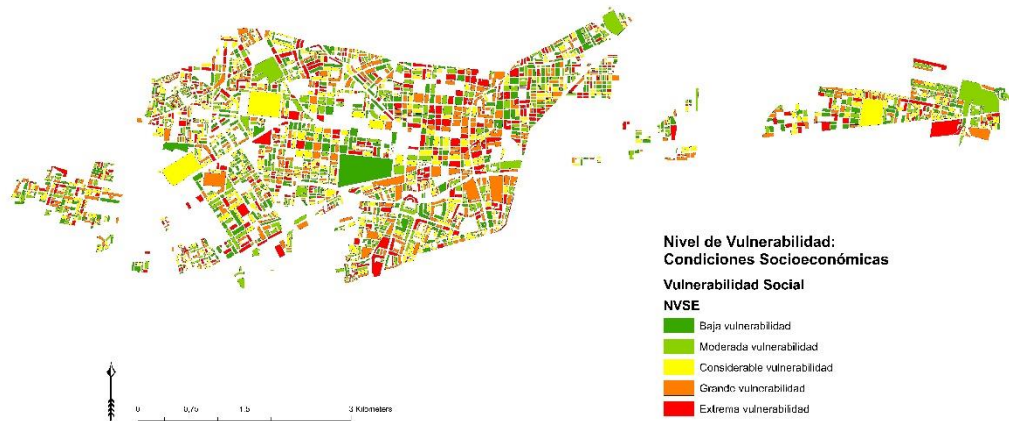 Nivel de Vulnerabilidad:
Condiciones Socioeconómicas
Vulnerabilidad Social
NVSE
Baja vulnerabilidad
Moderada vulnerabilidad
Considerable vulnerabilidad
Grande vulnerabilidad
Extrema vulnerabilidad
0 0,75 1.5 3 Kilometers